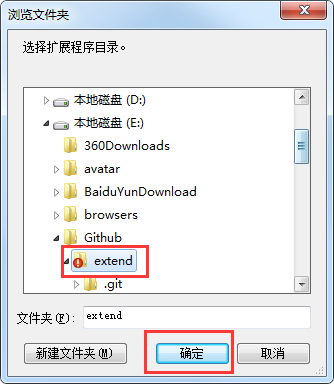 浏览文件夹
选择扩展程序目录。
本地磁盘 (D:)
本地磁盘 (E:)
360Downloads
avatar
BaiduYunDownload
browsers
Github
extend
.git
文件夹(F): extend
新建文件夹(M) 确定 取消